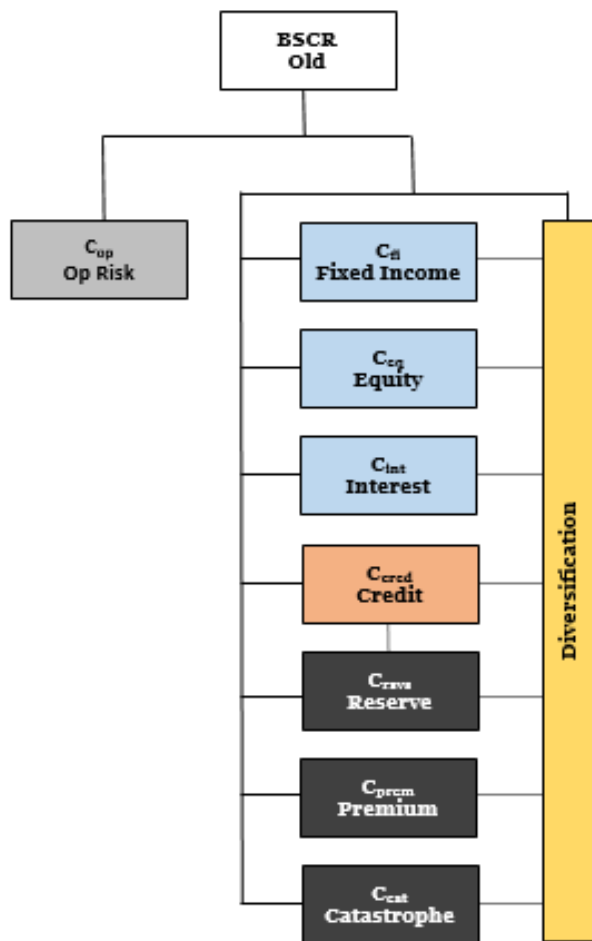 BSCR
Old
Cop
Op Risk
Cfi
Fixed Income
Ceq
Equity
Cint
Interest
Ccred
Credit
Crsvs
Reserve
Cprem
Premium
Ccat
Catastrophe
Diversification